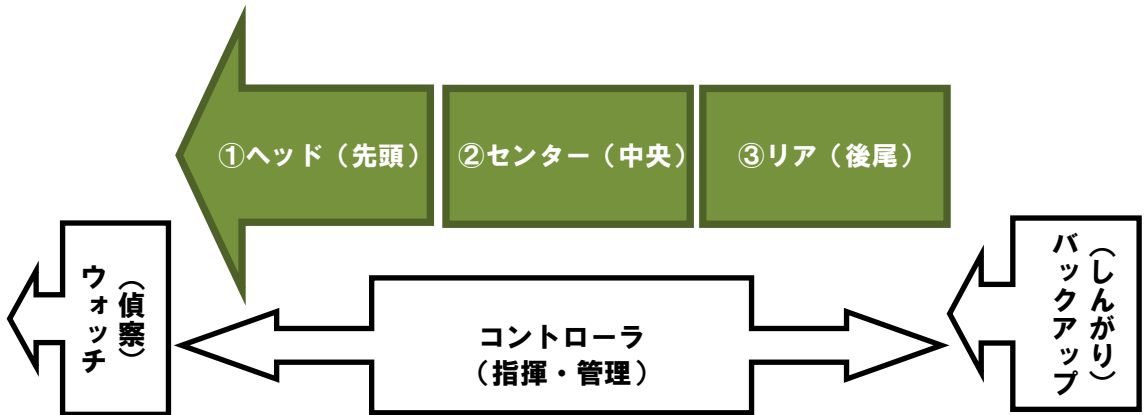 ①ヘッド（先頭）
②センター（中央）
③リア（後尾）
ウォッチ
（偵察）
コントローラ
（指揮・管理）
（しんがり）
バックアップ